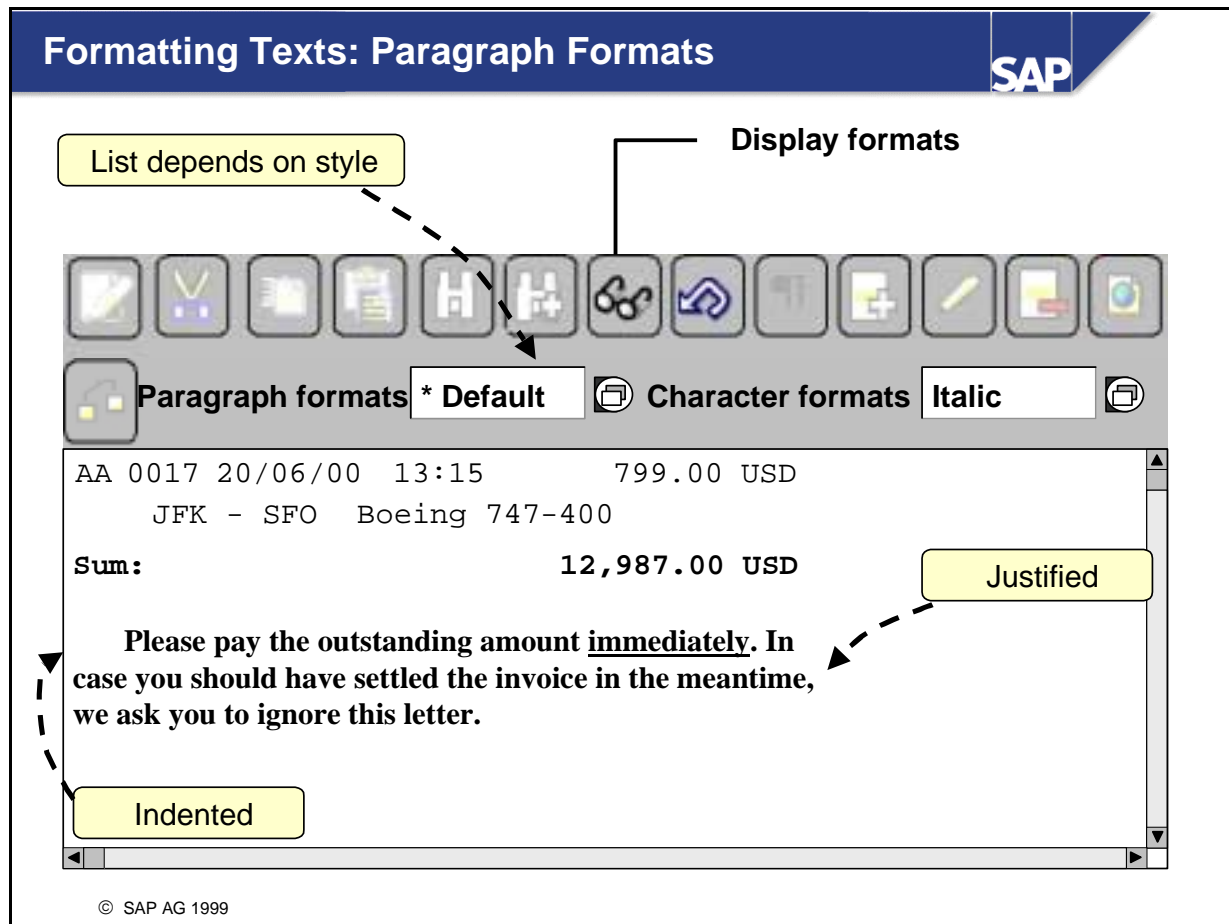 Formatting Texts: Paragraph Formats
SAP
Display formats
List depends on style
Paragraph formats * Default Character formats Italic
AA 0017 20/06/00 13:15 799.00 USD
JFK - SFO Boeing 747-400
Sum: 12,987.00 USD
Justified
Please pay the outstanding amount immediately. In
case you should have settled the invoice in the meantime,
we ask you to ignore this letter.
Indented
© SAP AG 1999